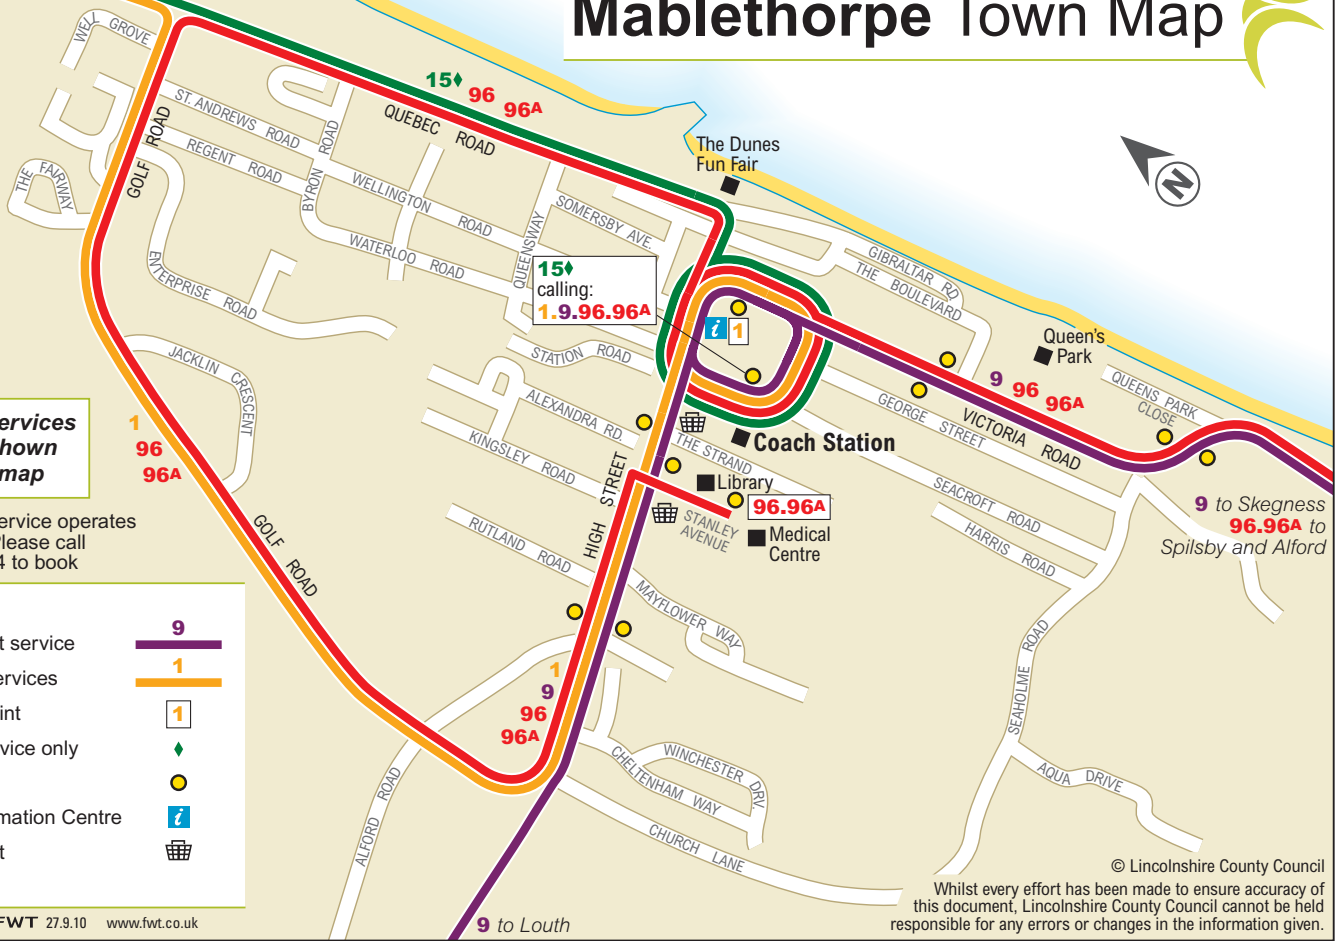 Mablethorpe Town Map
WELL GROVE
GOLF ROAD
ST. ANDREWS ROAD
REGENT ROAD
BYRON ROAD
15 96 96A
QUEBEC ROAD
The Dunes
Fun Fair
N
THE FAIRWAY
WELLINGTON ROAD
WATERLOO ROAD
QUEENSWAY
SOMERSBY AVE.
ENTERPRISE ROAD
GIBRALTAR RD
THE BOULEVARD
15
calling:
1.9.96.96A
i 1
Queen's
Park
STATION ROAD
JACKLIN CRESCENT
ALEXANDRA RD.
KINGSLEY ROAD
9 96 96A
QUEENS PARK
CLOSE
GEORGE STREET
VICTORIA ROAD
ervices
hown
map
1
96
96A
Coach Station
THE STRAND
HIGH STREET
Library
96.96A
STANLEY
AVENUE
Medical
Centre
SEACROFT ROAD
HARRIS ROAD
9 to Skegness
96.96A to
Spilsby and Alford
ervice operates
Please call
4 to book
GOLF ROAD
RUTLAND ROAD
MAYFLOWER WAY
SEAHOLME ROAD
t service 9
ervices 1
int 1
vice only
mation Centre i
t
1
9
96
96A
ALFORD ROAD
WINCHESTER DRV.
CHELTENHAM WAY
CHURCH LANE
AQUA DRIVE
9 to Louth
FWT 27.9.10 www.fwt.co.uk
© Lincolnshire County Council
Whilst every effort has been made to ensure accuracy of
this document, Lincolnshire County Council cannot be held
responsible for any errors or changes in the information given.